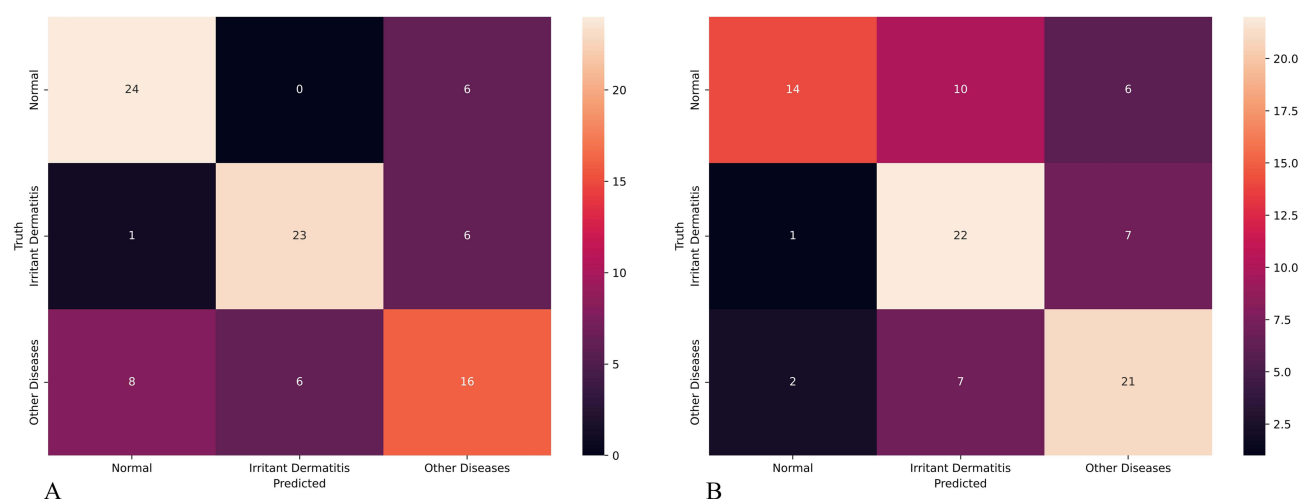 Truth
Normal
Irritant Dermatitis
Other Diseases
24 0 6
1 23 6
8 6 16
Normal Irritant Dermatitis Other Diseases
Predicted
20
15
10
5
0
A
Truth
Normal
Irritant Dermatitis
Other Diseases
14 10 6
1 22 7
2 7 21
Normal Irritant Dermatitis Other Diseases
Predicted
20.0
17.5
15.0
12.5
10.0
7.5
5.0
2.5
B